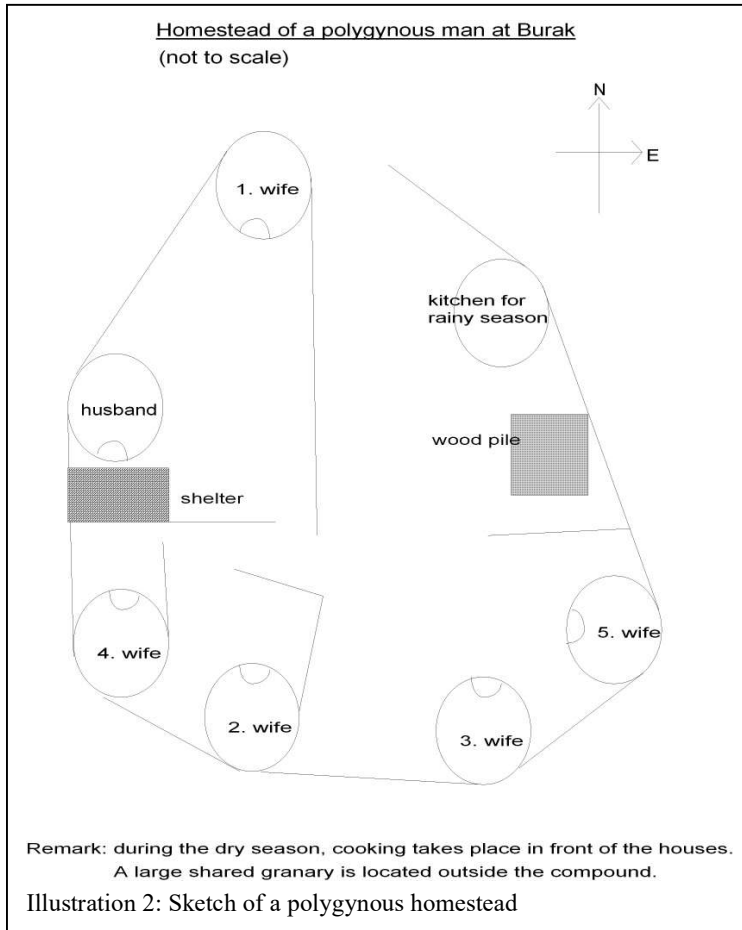 Homestead of a polygynous man at Burak
(not to scale)
N
E
1. wife
kitchen for
rainy season
husband
wood pile
shelter
4. wife
5. wife
2. wife
3. wife
Remark: during the dry season, cooking takes place in front of the houses.
A large shared granary is located outside the compound.
Illustration 2: Sketch of a polygynous homestead